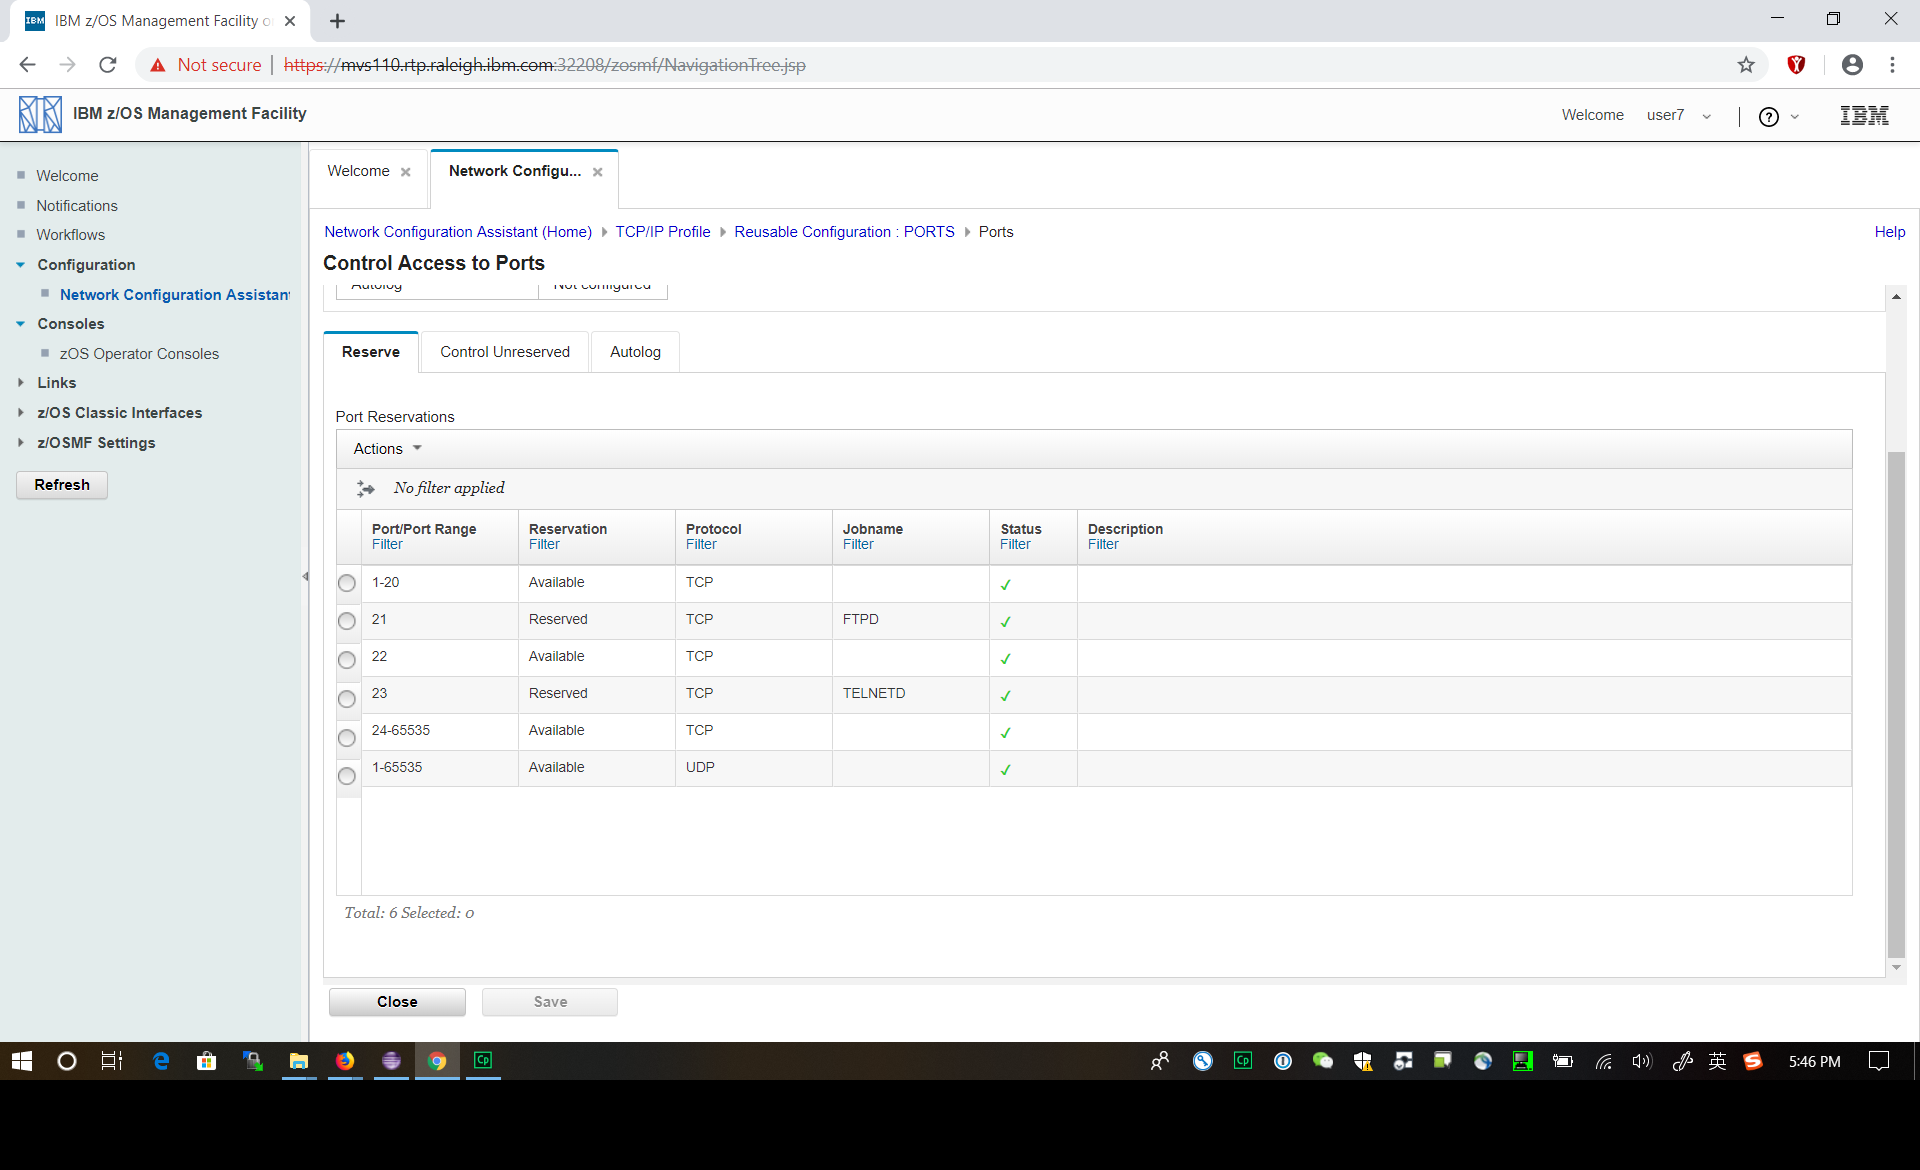 IBM z/OS Management Facility o
Not secure | https://mvs110.rtp.raleigh.ibm.com:32208/zosmf/NavigationTree.jsp
IBM z/OS Management Facility
Welcome user7
IBM
Welcome
Notifications
Workflows
Configuration
Network Configuration Assistant
Consoles
zOS Operator Consoles
Links
z/OS Classic Interfaces
z/OSMF Settings
Refresh
Welcome
Network Configu...
Network Configuration Assistant (Home) TCP/IP Profile Reusable Configuration : PORTS Ports
Help
Control Access to Ports
Autolog Not configured
Reserve Control Unreserved Autolog
Port Reservations
Actions
No filter applied
Port/Port Range Reservation Protocol Jobname Status Description
Filter Filter Filter Filter Filter Filter
1-20 Available TCP
21 Reserved TCP FTPD
22 Available TCP
23 Reserved TCP TELNETD
24-65535 Available TCP
1-65535 Available UDP
Total: 6 Selected: 0
Close Save
英 5:46 PM